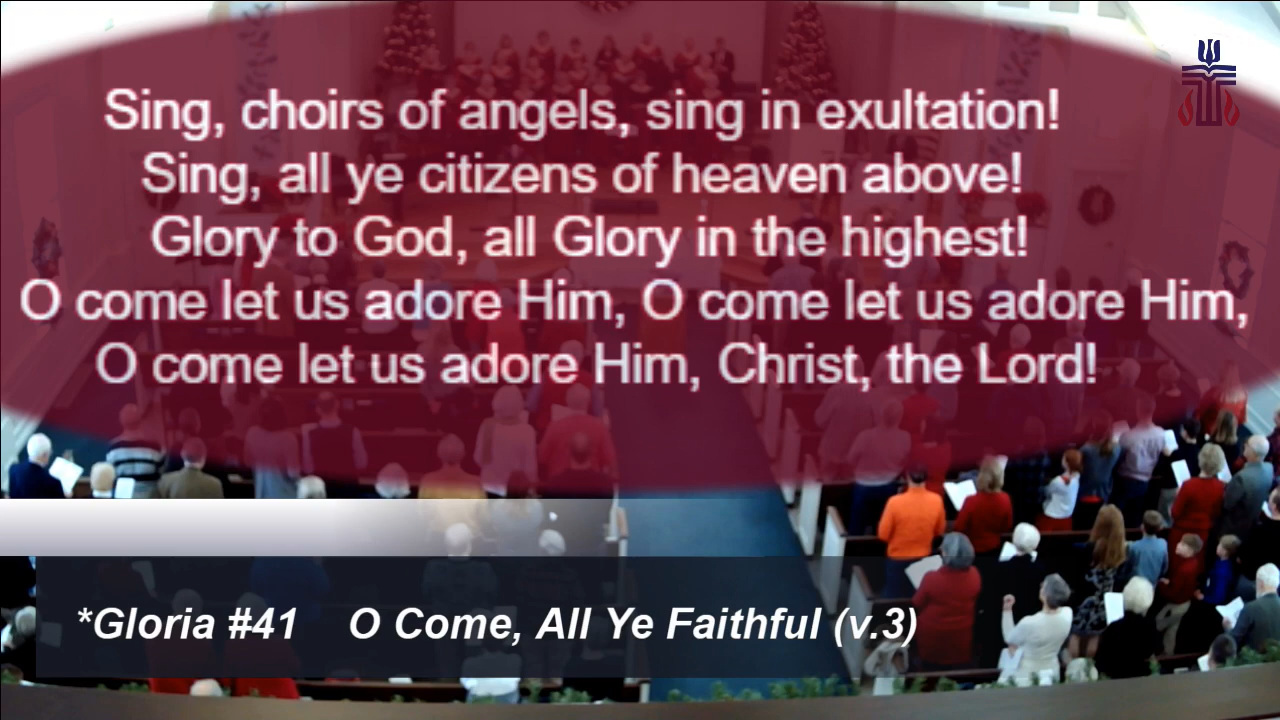 Sing, choirs of angels, sing in exultation!
Sing, all ye citizens of heaven above!
Glory to God, all Glory in the highest!
O come let us adore Him, O come let us adore Him,
O come let us adore Him, Christ, the Lord!
*Gloria #41 O Come, All Ye Faithful (v.3)